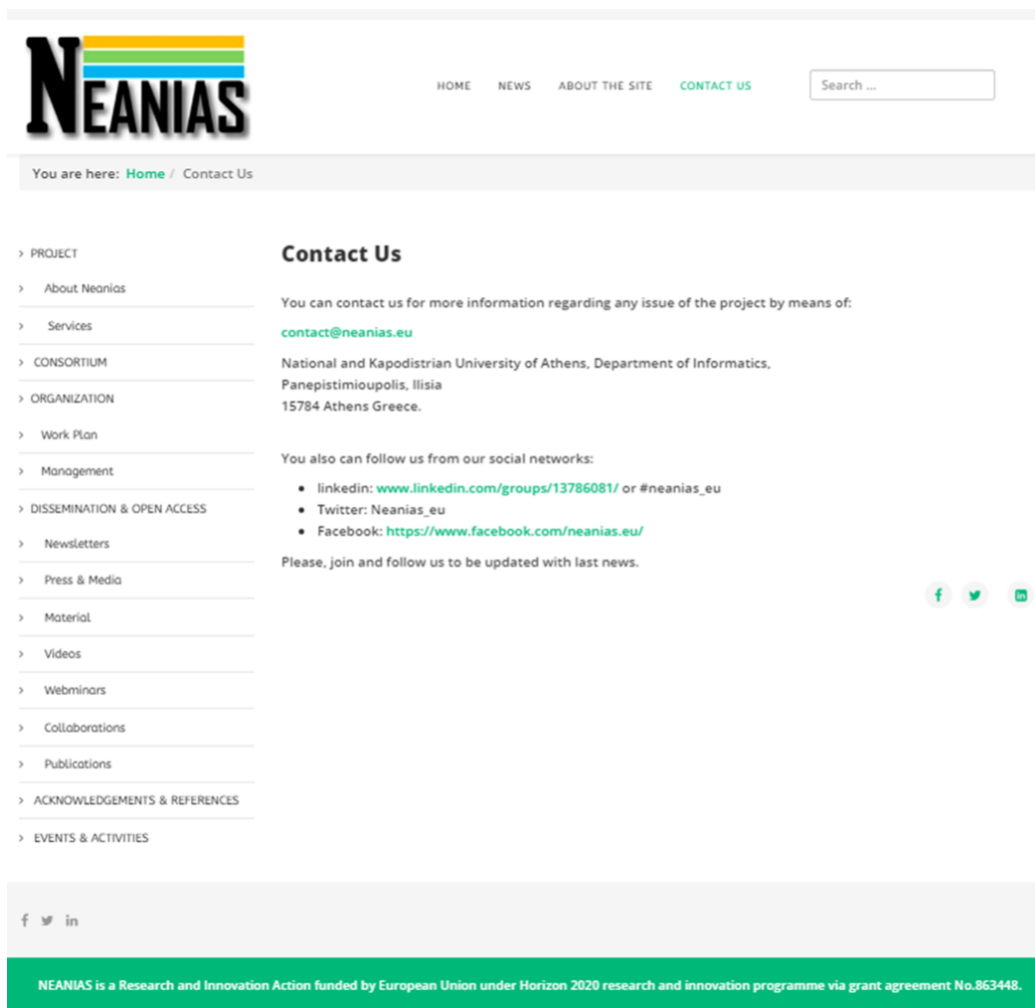 NEANIAS
HOME NEWS ABOUT THE SITE CONTACT US Search ...
You are here: Home / Contact Us
> PROJECT
> About Neanias
> Services
> CONSORTIUM
> ORGANIZATION
> Work Plan
> Management
> DISSEMINATION & OPEN ACCESS
> Newsletters
> Press & Media
> Material
> Videos
> Webminars
> Collaborations
> Publications
> ACKNOWLEDGEMENTS & REFERENCES
> EVENTS & ACTIVITIES
Contact Us
You can contact us for more information regarding any issue of the project by means of:
contact@neanias.eu
National and Kapodistrian University of Athens, Department of Informatics,
Panepistimioupolis, Ilisia
15784 Athens Greece.
You also can follow us from our social networks:
• linkedin: www.linkedin.com/groups/13786081/ or #neanias_eu
• Twitter: Neanias_eu
• Facebook: https://www.facebook.com/neanias.eu/
Please, join and follow us to be updated with last news.
NEANIAS is a Research and Innovation Action funded by European Union under Horizon 2020 research and innovation programme via grant agreement No.863448.